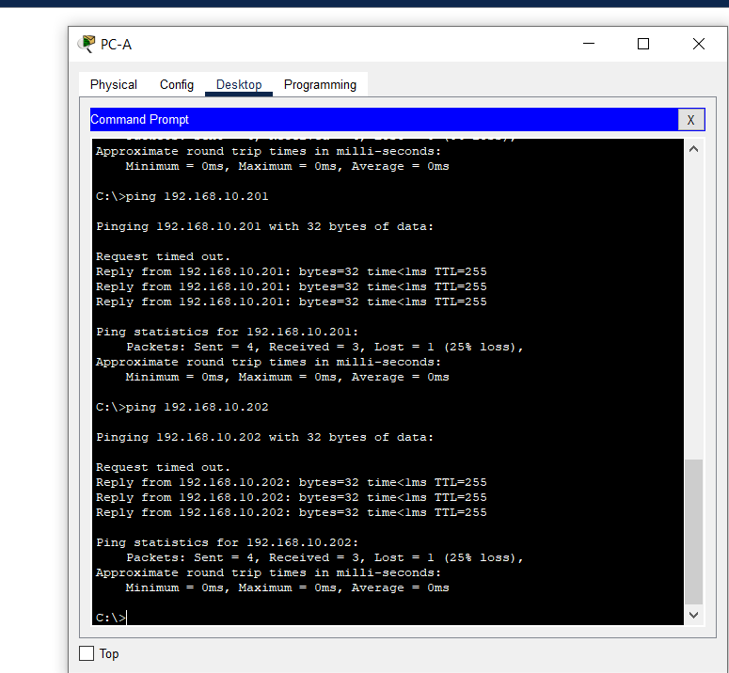 PC-A
Physical Config Desktop Programming
Command Prompt X
Approximate round trip times in milli-seconds:
Minimum = 0ms, Maximum = 0ms, Average = 0ms
C:\>ping 192.168.10.201
Pinging 192.168.10.201 with 32 bytes of data:
Request timed out.
Reply from 192.168.10.201: bytes=32 time<1ms TTL=255
Reply from 192.168.10.201: bytes=32 time<1ms TTL=255
Reply from 192.168.10.201: bytes=32 time<1ms TTL=255
Ping statistics for 192.168.10.201:
Packets: Sent = 4, Received = 3, Lost = 1 (25% loss),
Approximate round trip times in milli-seconds:
Minimum = 0ms, Maximum = 0ms, Average = 0ms
C:\>ping 192.168.10.202
Pinging 192.168.10.202 with 32 bytes of data:
Request timed out.
Reply from 192.168.10.202: bytes=32 time<1ms TTL=255
Reply from 192.168.10.202: bytes=32 time<1ms TTL=255
Reply from 192.168.10.202: bytes=32 time<1ms TTL=255
Ping statistics for 192.168.10.202:
Packets: Sent = 4, Received = 3, Lost = 1 (25% loss),
Approximate round trip times in milli-seconds:
Minimum = 0ms, Maximum = 0ms, Average = 0ms
C:\>
Top